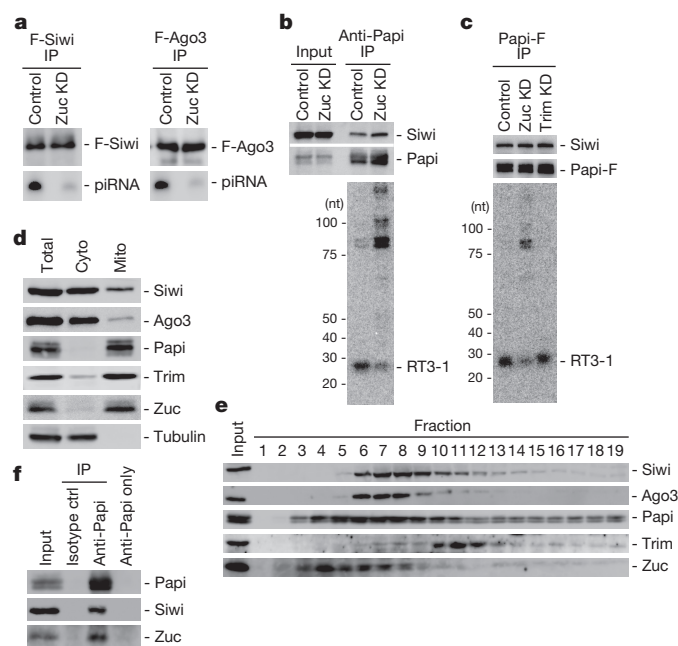 a
F-Siwi
IP
Control
Zuc KD
- F-Siwi
- piRNA
F-Ago3
IP
Control
Zuc KD
- F-Ago3
- piRNA
b
Anti-Papi
Input IP
Control
Zuc KD
Control
Zuc KD
- Siwi
- Papi
(nt)
100 -
75 -
50 -
40 -
30 -
20 -
- RT3-1
c
Papi-F
IP
Control
Zuc KD
Trim KD
- Siwi
- Papi-F
(nt)
100 -
75 -
50 -
40 -
30 -
20 -
- RT3-1
d
Total
Cyto
Mito
- Siwi
- Ago3
- Papi
- Trim
- Zuc
- Tubulin
e
Fraction
Input 1 2 3 4 5 6 7 8 9 10 11 12 13 14 15 16 17 18 19
- Siwi
- Ago3
- Papi
- Trim
- Zuc
f
IP
Input
Isotype ctrl
Anti-Papi
Anti-Papi only
- Papi
- Siwi
- Zuc